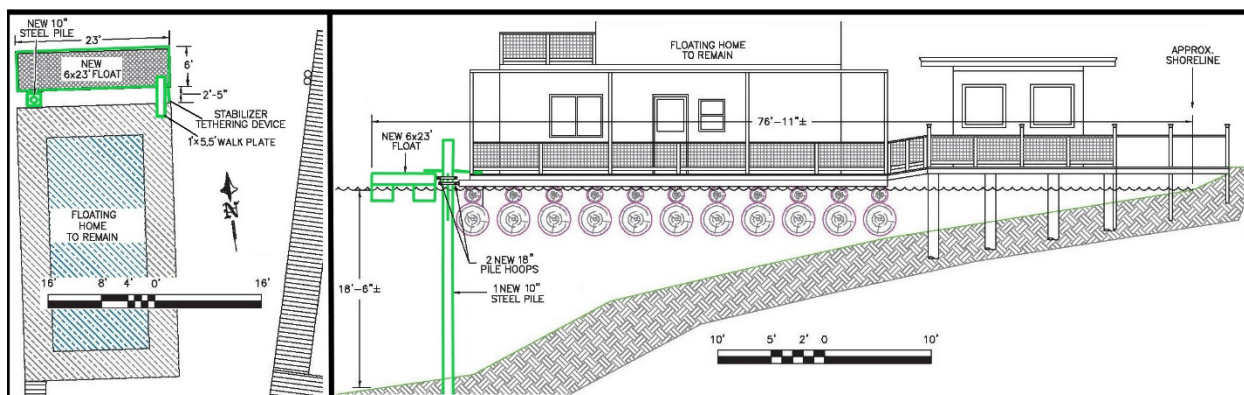 NEW 10"
STEEL PILE
23'
NEW
6x23' FLOAT
6'
2'-5"
STABILIZER
TETHERING DEVICE
1'x5.5' WALK PLATE
N
FLOATING
HOME
TO REMAIN
16' 8' 4' 0' 16'
FLOATING HOME
TO REMAIN
APPROX.
SHORELINE
76'-11"±
NEW 6x23'
FLOAT
2 NEW 18"
PILE HOOPS
18'-6"±
1 NEW 10"
STEEL PILE
10' 5' 2' 0 10'